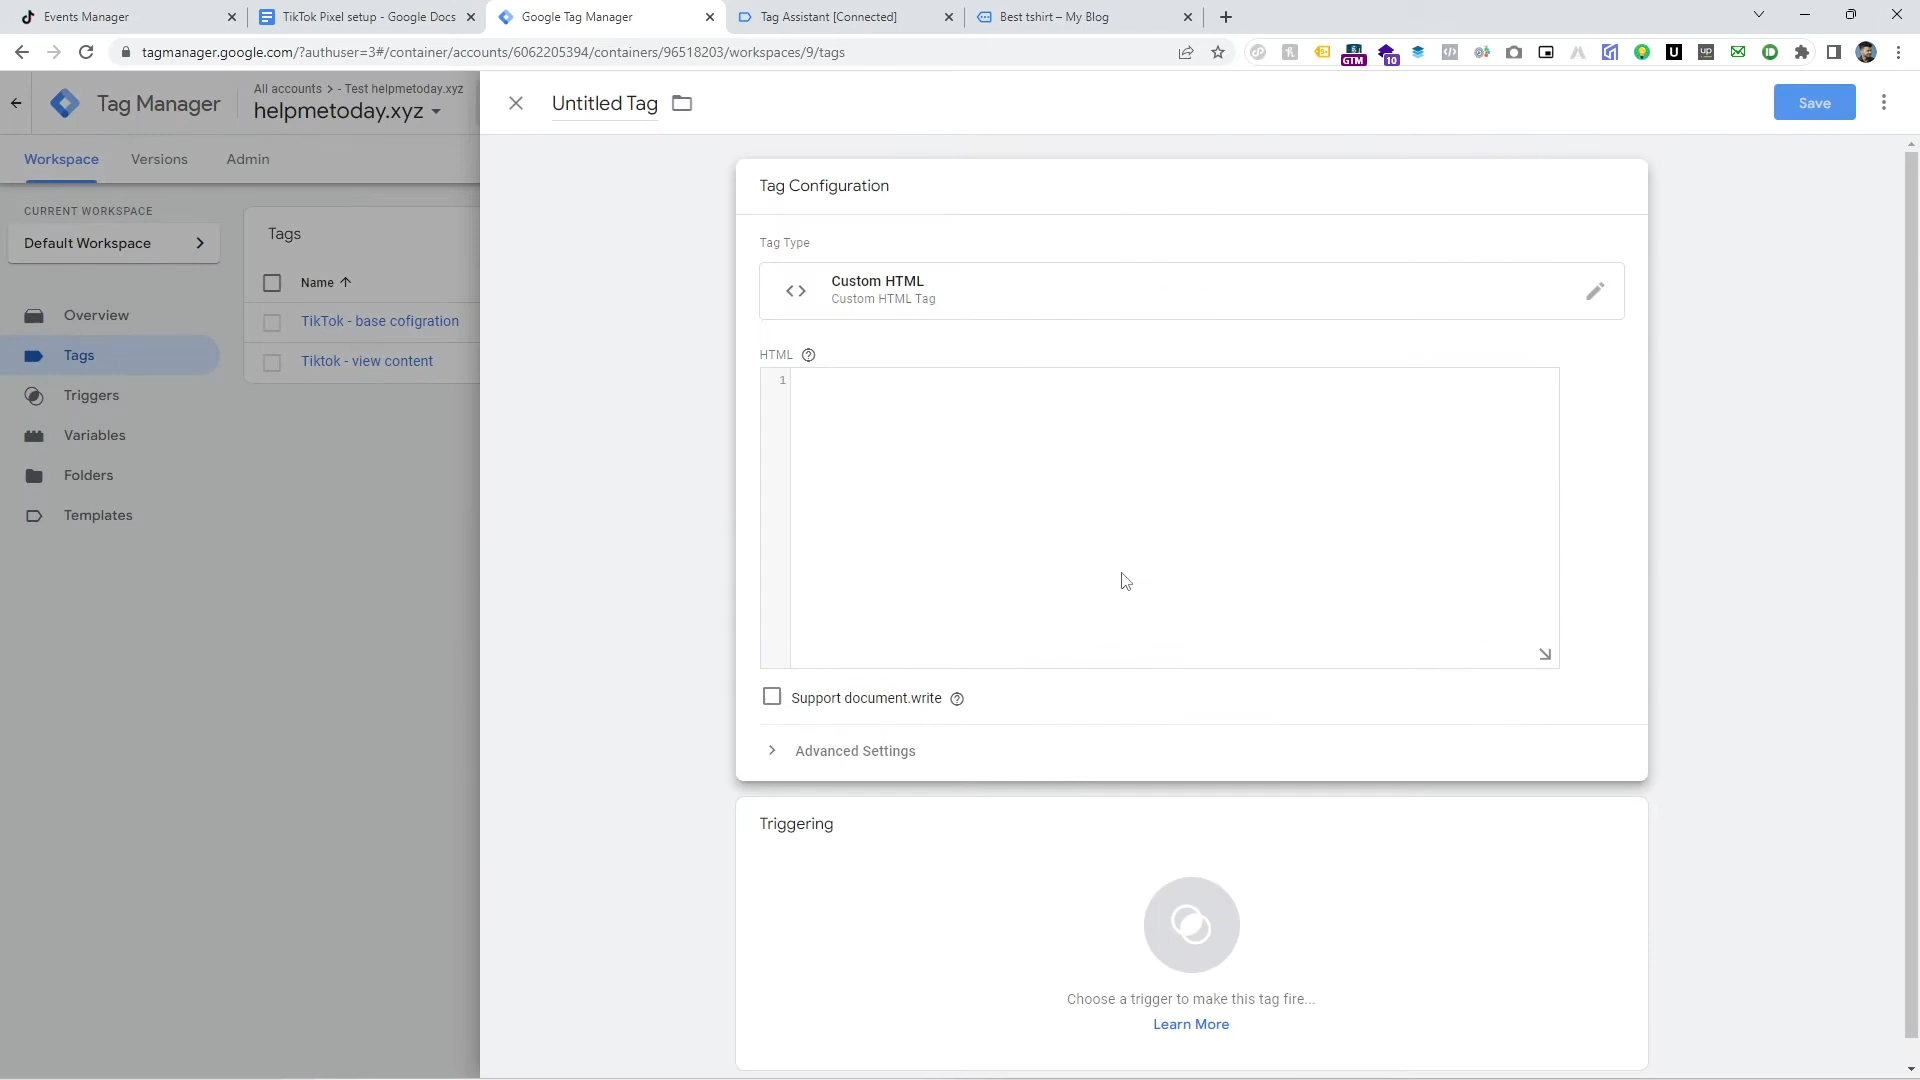 Events Manager
TikTok Pixel setup - Google Docs
Google Tag Manager
Tag Assistant [Connected]
Best tshirt – My Blog
tagmanager.google.com/?authuser=3#/container/accounts/6062205394/containers/96518203/workspaces/9/tags
GTM
10
U
up
Tag Manager
All accounts > - Test helpmetoday.xyz
helpmetoday.xyz
Untitled Tag
Save
Workspace
Versions
Admin
CURRENT WORKSPACE
Default Workspace
Overview
Tags
Triggers
Variables
Folders
Templates
Tags
Name
TikTok - base cofigration
Tiktok - view content
Tag Configuration
Tag Type
Custom HTML
Custom HTML Tag
HTML
1
Support document.write
Advanced Settings
Triggering
Choose a trigger to make this tag fire...
Learn More